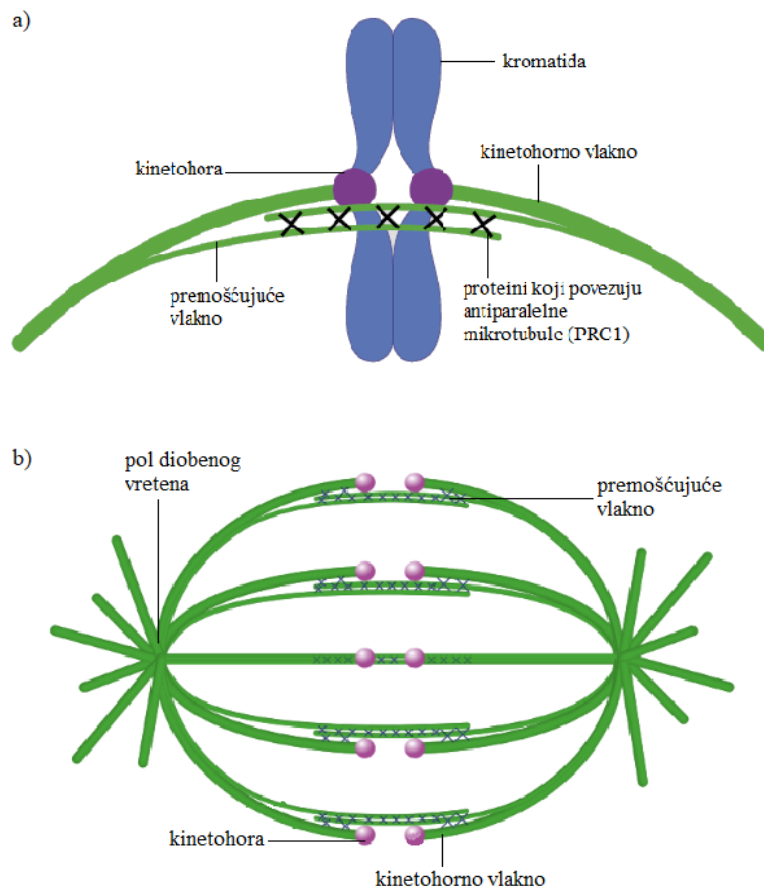 a)
kromatida
kinetohora
kinetohorno vlakno
premošćujuće
vlakno
proteini koji povezuju
antiparalelne
mikrotubule (PRC1)
b)
pol diobenog
vretena
premošćujuće
vlakno
kinetohora
kinetohorno vlakno